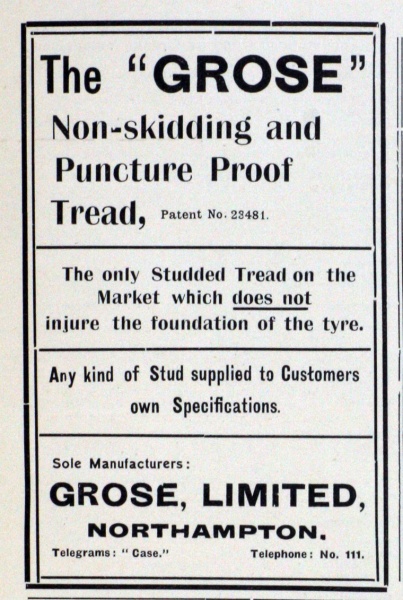 The "GROSE"
Non-skidding and
Puncture Proof
Tread, Patent No. 23481.
The only Studded Tread on the
Market which does not
injure the foundation of the tyre.
Any kind of Stud supplied to Customers
own Specifications.
Sole Manufacturers:
GROSE, LIMITED,
NORTHAMPTON.
Telegrams: "Case." Telephone: No. 111.